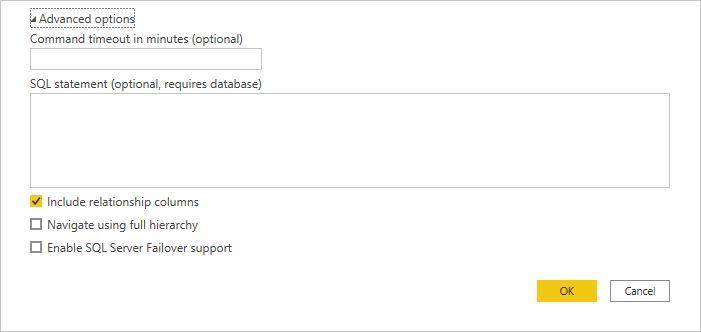 Advanced options
Command timeout in minutes (optional)
SQL statement (optional, requires database)
Include relationship columns
Navigate using full hierarchy
Enable SQL Server Failover support
OK
Cancel